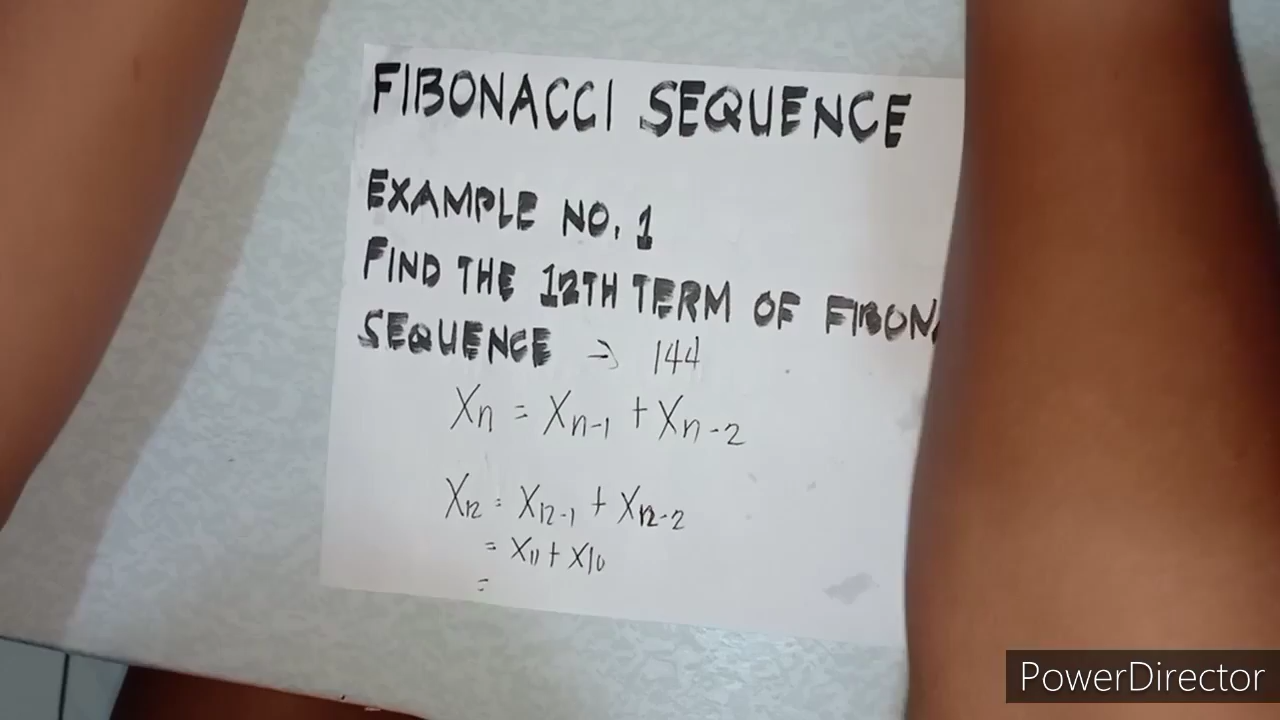 FIBONACCI SEQUENCE
EXAMPLE NO. 1
FIND THE 12TH TERM OF FIBON
SEQUENCE → 144
Xn = Xn-1 + Xn-2
X12 = X12-1 + X12-2
= X11 + X10
=
PowerDirector